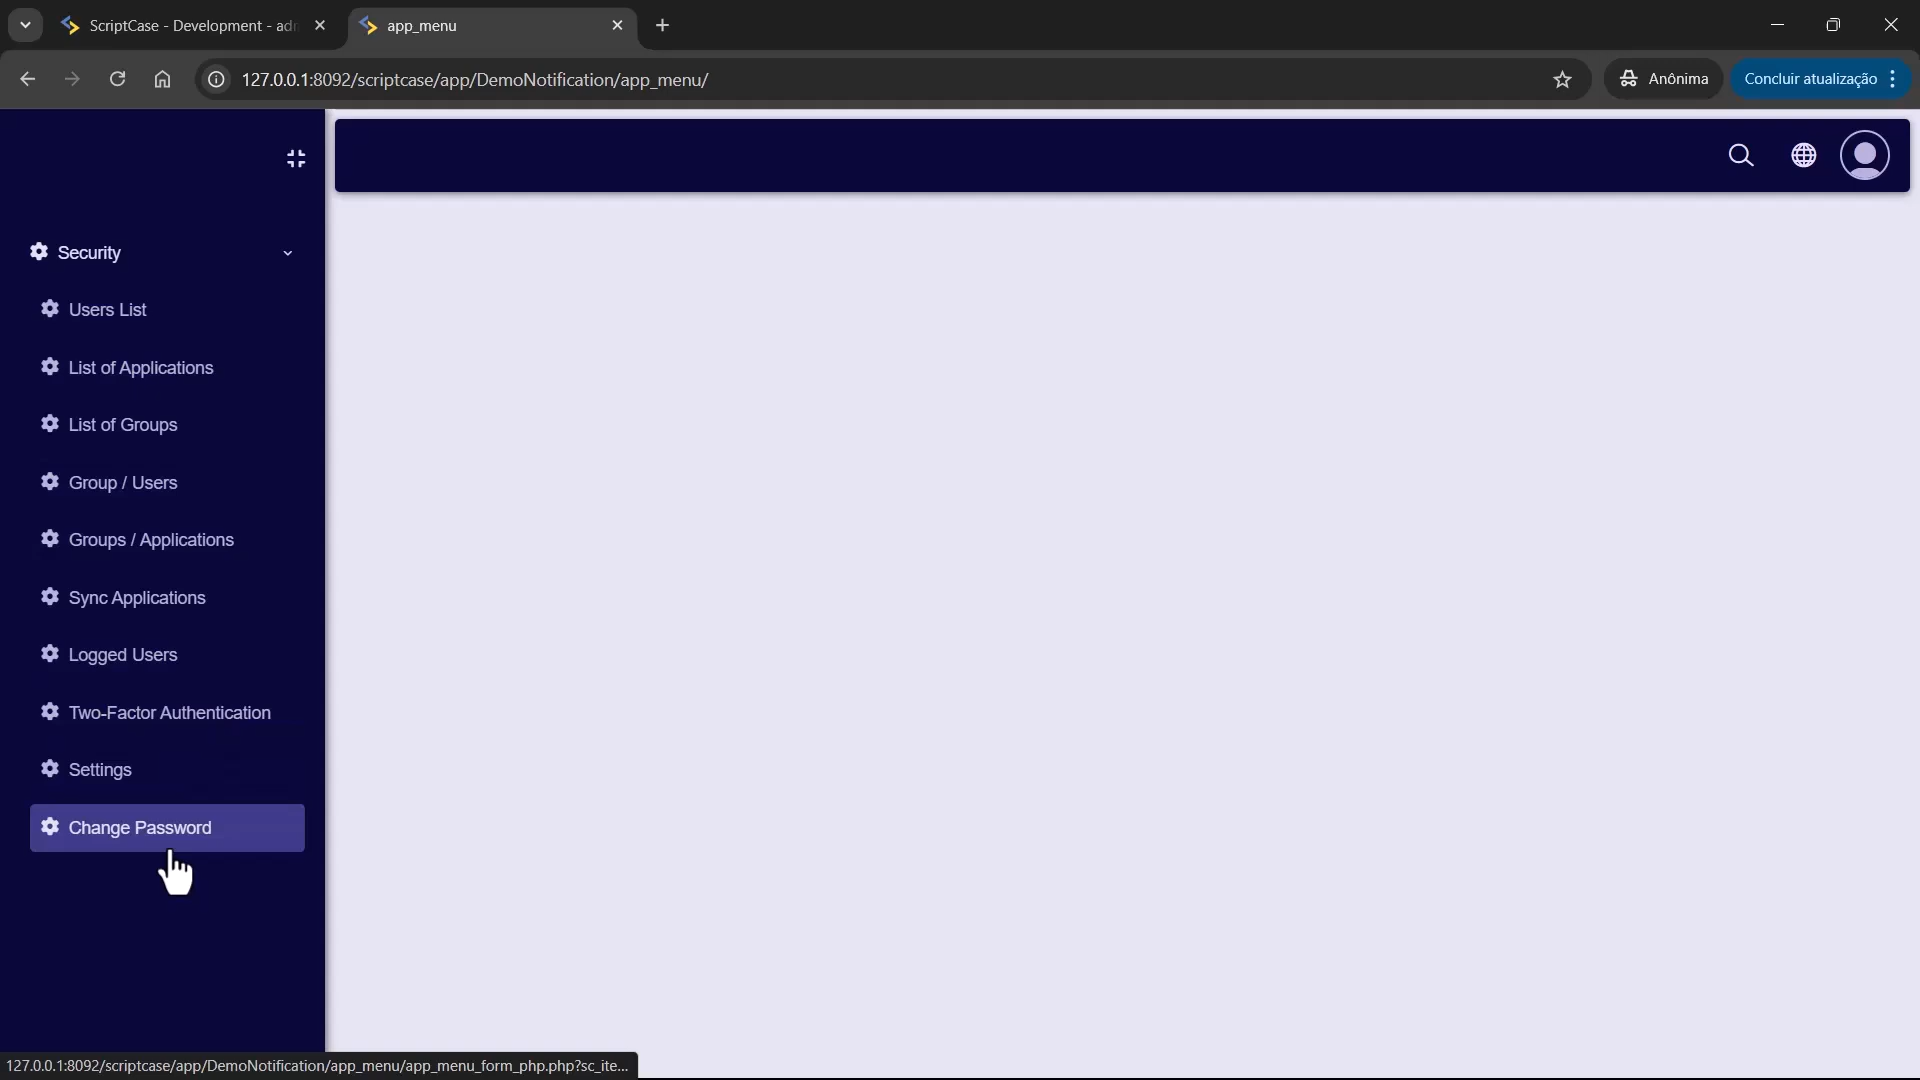 ScriptCase - Development - adm
app_menu
127.0.0.1:8092/scriptcase/app/DemoNotification/app_menu/
Anônima
Concluir atualização
Security
Users List
List of Applications
List of Groups
Group / Users
Groups / Applications
Sync Applications
Logged Users
Two-Factor Authentication
Settings
Change Password
127.0.0.1:8092/scriptcase/app/DemoNotification/app_menu/app_menu_form_php.php?sc_ite...